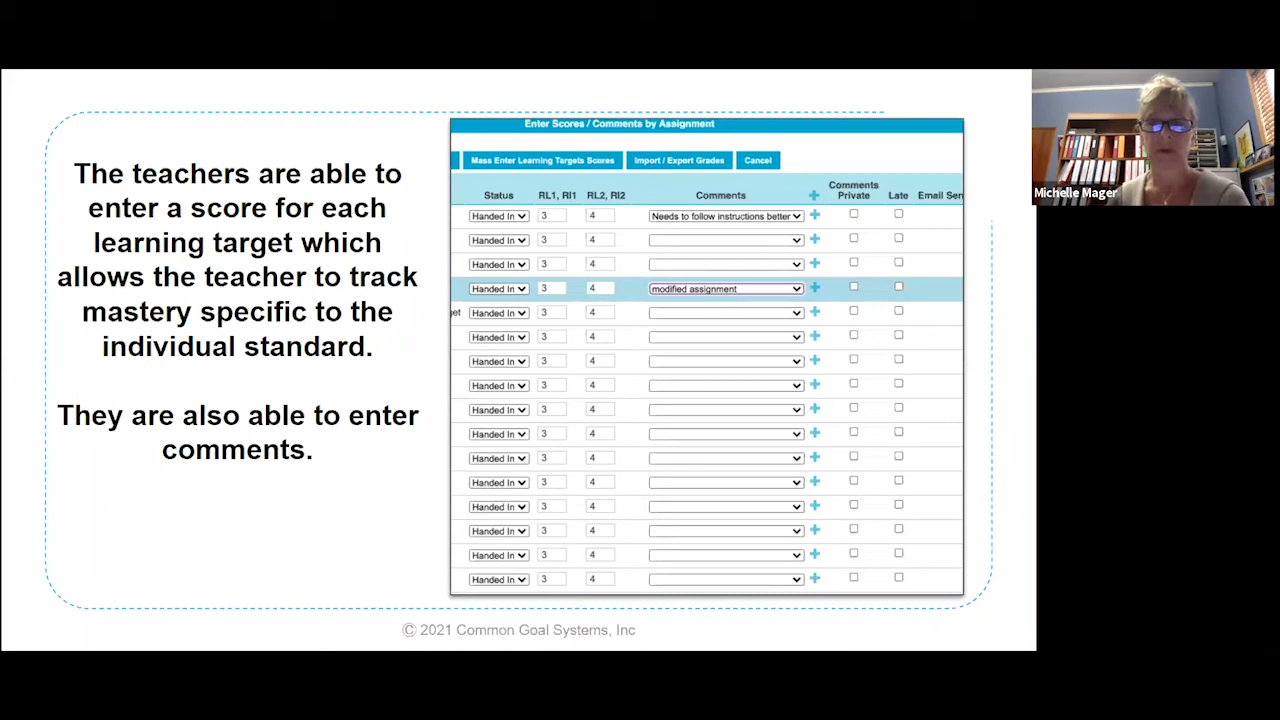 The teachers are able to
enter a score for each
learning target which
allows the teacher to track
mastery specific to the
individual standard.
They are also able to enter
comments.
Enter Scores / Comments by Assignment
Mass Enter Learning Targets Scores Import / Export Grades Cancel
Status RL1, RI1 RL2, RI2 Comments + Comments Private Late Email Sen
Handed In 3 4 Needs to follow instructions better +
Handed In 3 4 +
Handed In 3 4 +
Handed In 3 4 modified assignment +
get Handed In 3 4 +
Handed In 3 4 +
Handed In 3 4 +
Handed In 3 4 +
Handed In 3 4 +
Handed In 3 4 +
Handed In 3 4 +
Handed In 3 4 +
Handed In 3 4 +
Handed In 3 4 +
Handed In 3 4 +
Handed In 3 4 +
© 2021 Common Goal Systems, Inc
Michelle Mager